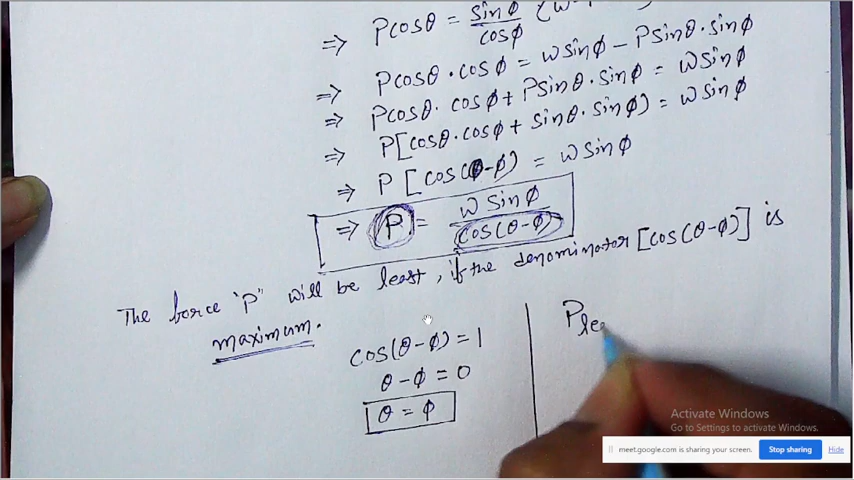 ⇒ Pcosθ = sinϕ/cosϕ {W-
⇒ Pcosθ·cosϕ = Wsinϕ - Psinθ·sinϕ
⇒ Pcosθ·cosϕ + Psinθ·sinϕ = Wsinϕ
⇒ P[cosθ·cosϕ + sinθ·sinϕ] = Wsinϕ
⇒ P[cos(θ-ϕ) = Wsinϕ
⇒ P = Wsinϕ/cos(θ-ϕ)
The force "P" will be least, if the denominator [cos(θ-ϕ)] is
maximum.
cos(θ-ϕ) = 1
θ-ϕ = 0
θ = ϕ
Plea
Activate Windows
Go to Settings to activate Windows.
meet.google.com is sharing your screen.
Stop sharing
Hide